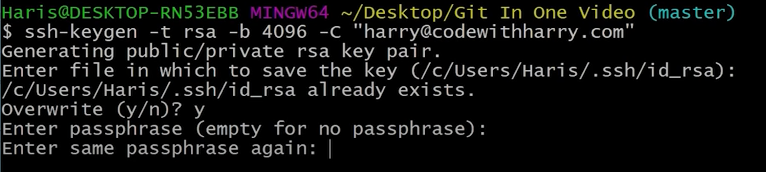 Haris@DESKTOP-RN53EBB MINGW64 ~/Desktop/Git In One Video (master)
$ ssh-keygen -t rsa -b 4096 -C "harry@codewithharry.com"
Generating public/private rsa key pair.
Enter file in which to save the key (/c/Users/Haris/.ssh/id_rsa):
/c/Users/Haris/.ssh/id_rsa already exists.
Overwrite (y/n)? y
Enter passphrase (empty for no passphrase):
Enter same passphrase again: